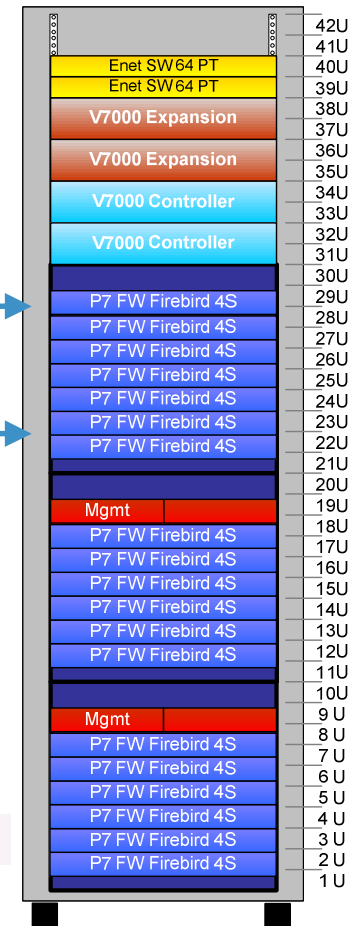 42U
41U
Enet SW 64 PT 40U
Enet SW 64 PT 39U
V7000 Expansion 38U
37U
V7000 Expansion 36U
35U
V7000 Controller 34U
33U
V7000 Controller 32U
31U
30U
P7 FW Firebird 4S 29U
P7 FW Firebird 4S 28U
P7 FW Firebird 4S 27U
P7 FW Firebird 4S 26U
P7 FW Firebird 4S 25U
24U
P7 FW Firebird 4S 23U
P7 FW Firebird 4S 22U
21U
20U
Mgmt 19U
P7 FW Firebird 4S 18U
P7 FW Firebird 4S 17U
16U
P7 FW Firebird 4S 15U
P7 FW Firebird 4S 14U
P7 FW Firebird 4S 13U
P7 FW Firebird 4S 12U
11U
10U
Mgmt 9 U
P7 FW Firebird 4S 8 U
P7 FW Firebird 4S 7 U
6 U
P7 FW Firebird 4S 5 U
P7 FW Firebird 4S 4 U
P7 FW Firebird 4S 3 U
P7 FW Firebird 4S 2 U
1 U